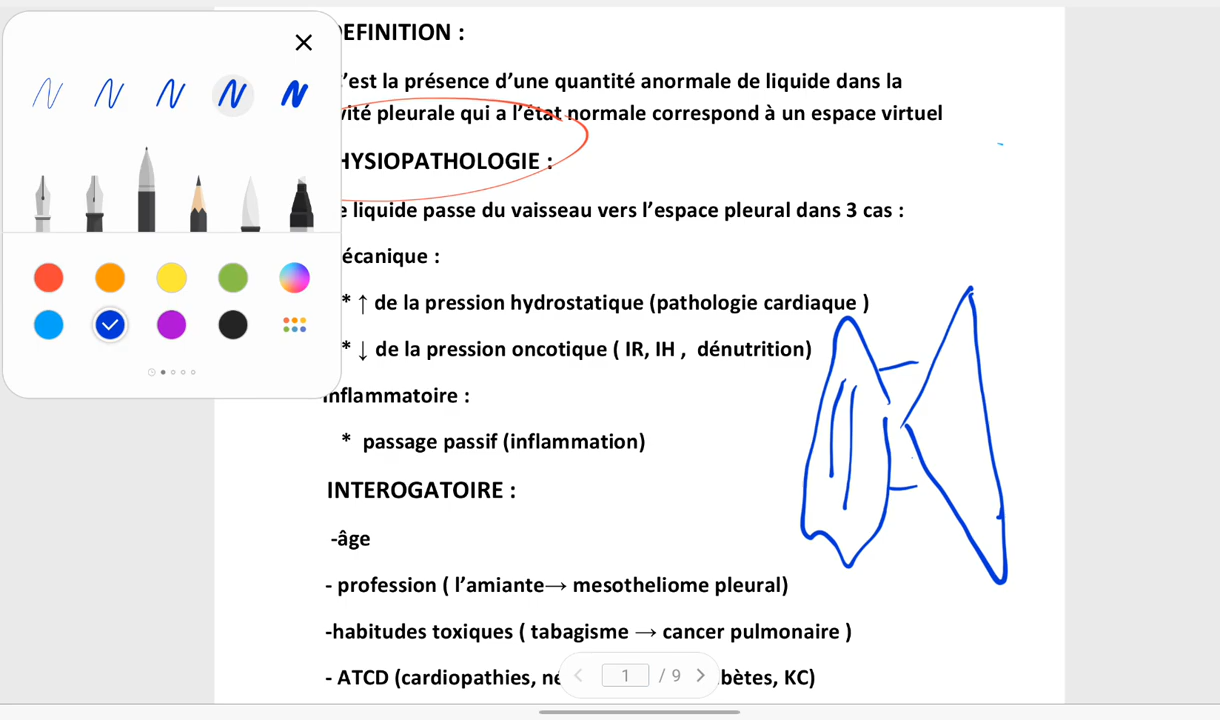 EFINITION :
'est la présence d'une quantité anormale de liquide dans la
vité pleurale qui a l'état normale correspond à un espace virtuel
HYSIOPATHOLOGIE :
e liquide passe du vaisseau vers l'espace pleural dans 3 cas :
écanique :
* ↑ de la pression hydrostatique (pathologie cardiaque )
* ↓ de la pression oncotique ( IR, IH , dénutrition)
nflammatoire :
* passage passif (inflammation)
INTEROGATOIRE :
-âge
- profession ( l'amiante→ mesotheliome pleural)
-habitudes toxiques ( tabagisme → cancer pulmonaire )
- ATCD (cardiopathies, né bètes, KC)
1 / 9